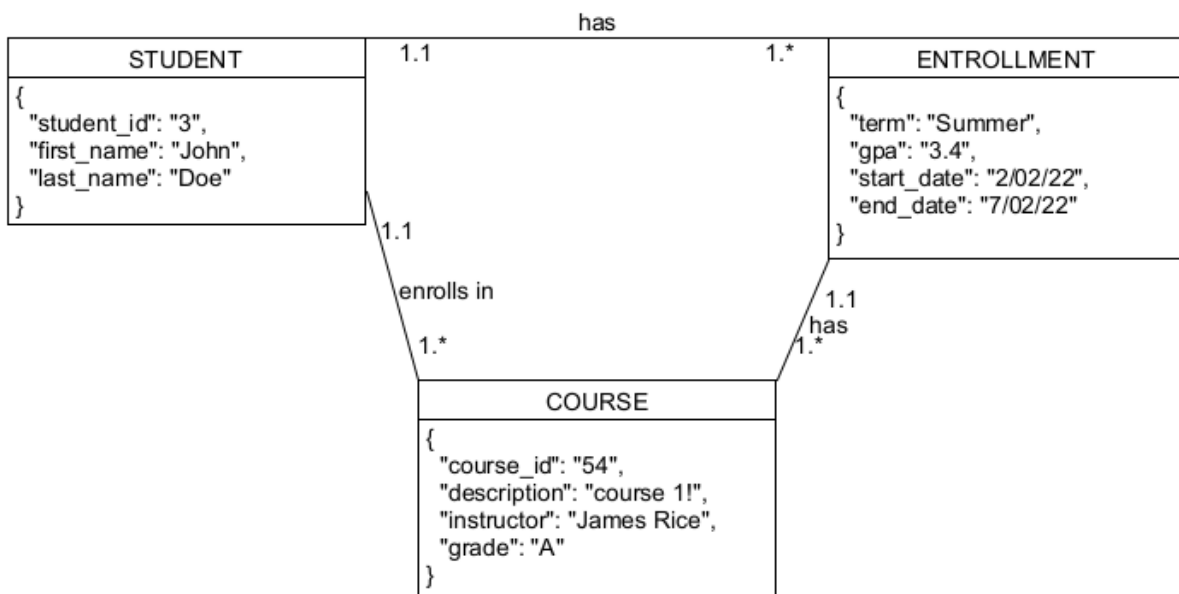 has
STUDENT
1.1
1.*
ENTROLLMENT
{
"student_id": "3",
"first_name": "John",
"last_name": "Doe"
}
{
"term": "Summer",
"gpa": "3.4",
"start_date": "2/02/22",
"end_date": "7/02/22"
}
1.1
enrolls in
1.*
1.1
has
1.*
COURSE
{
"course_id": "54",
"description": "course 1!",
"instructor": "James Rice",
"grade": "A"
}